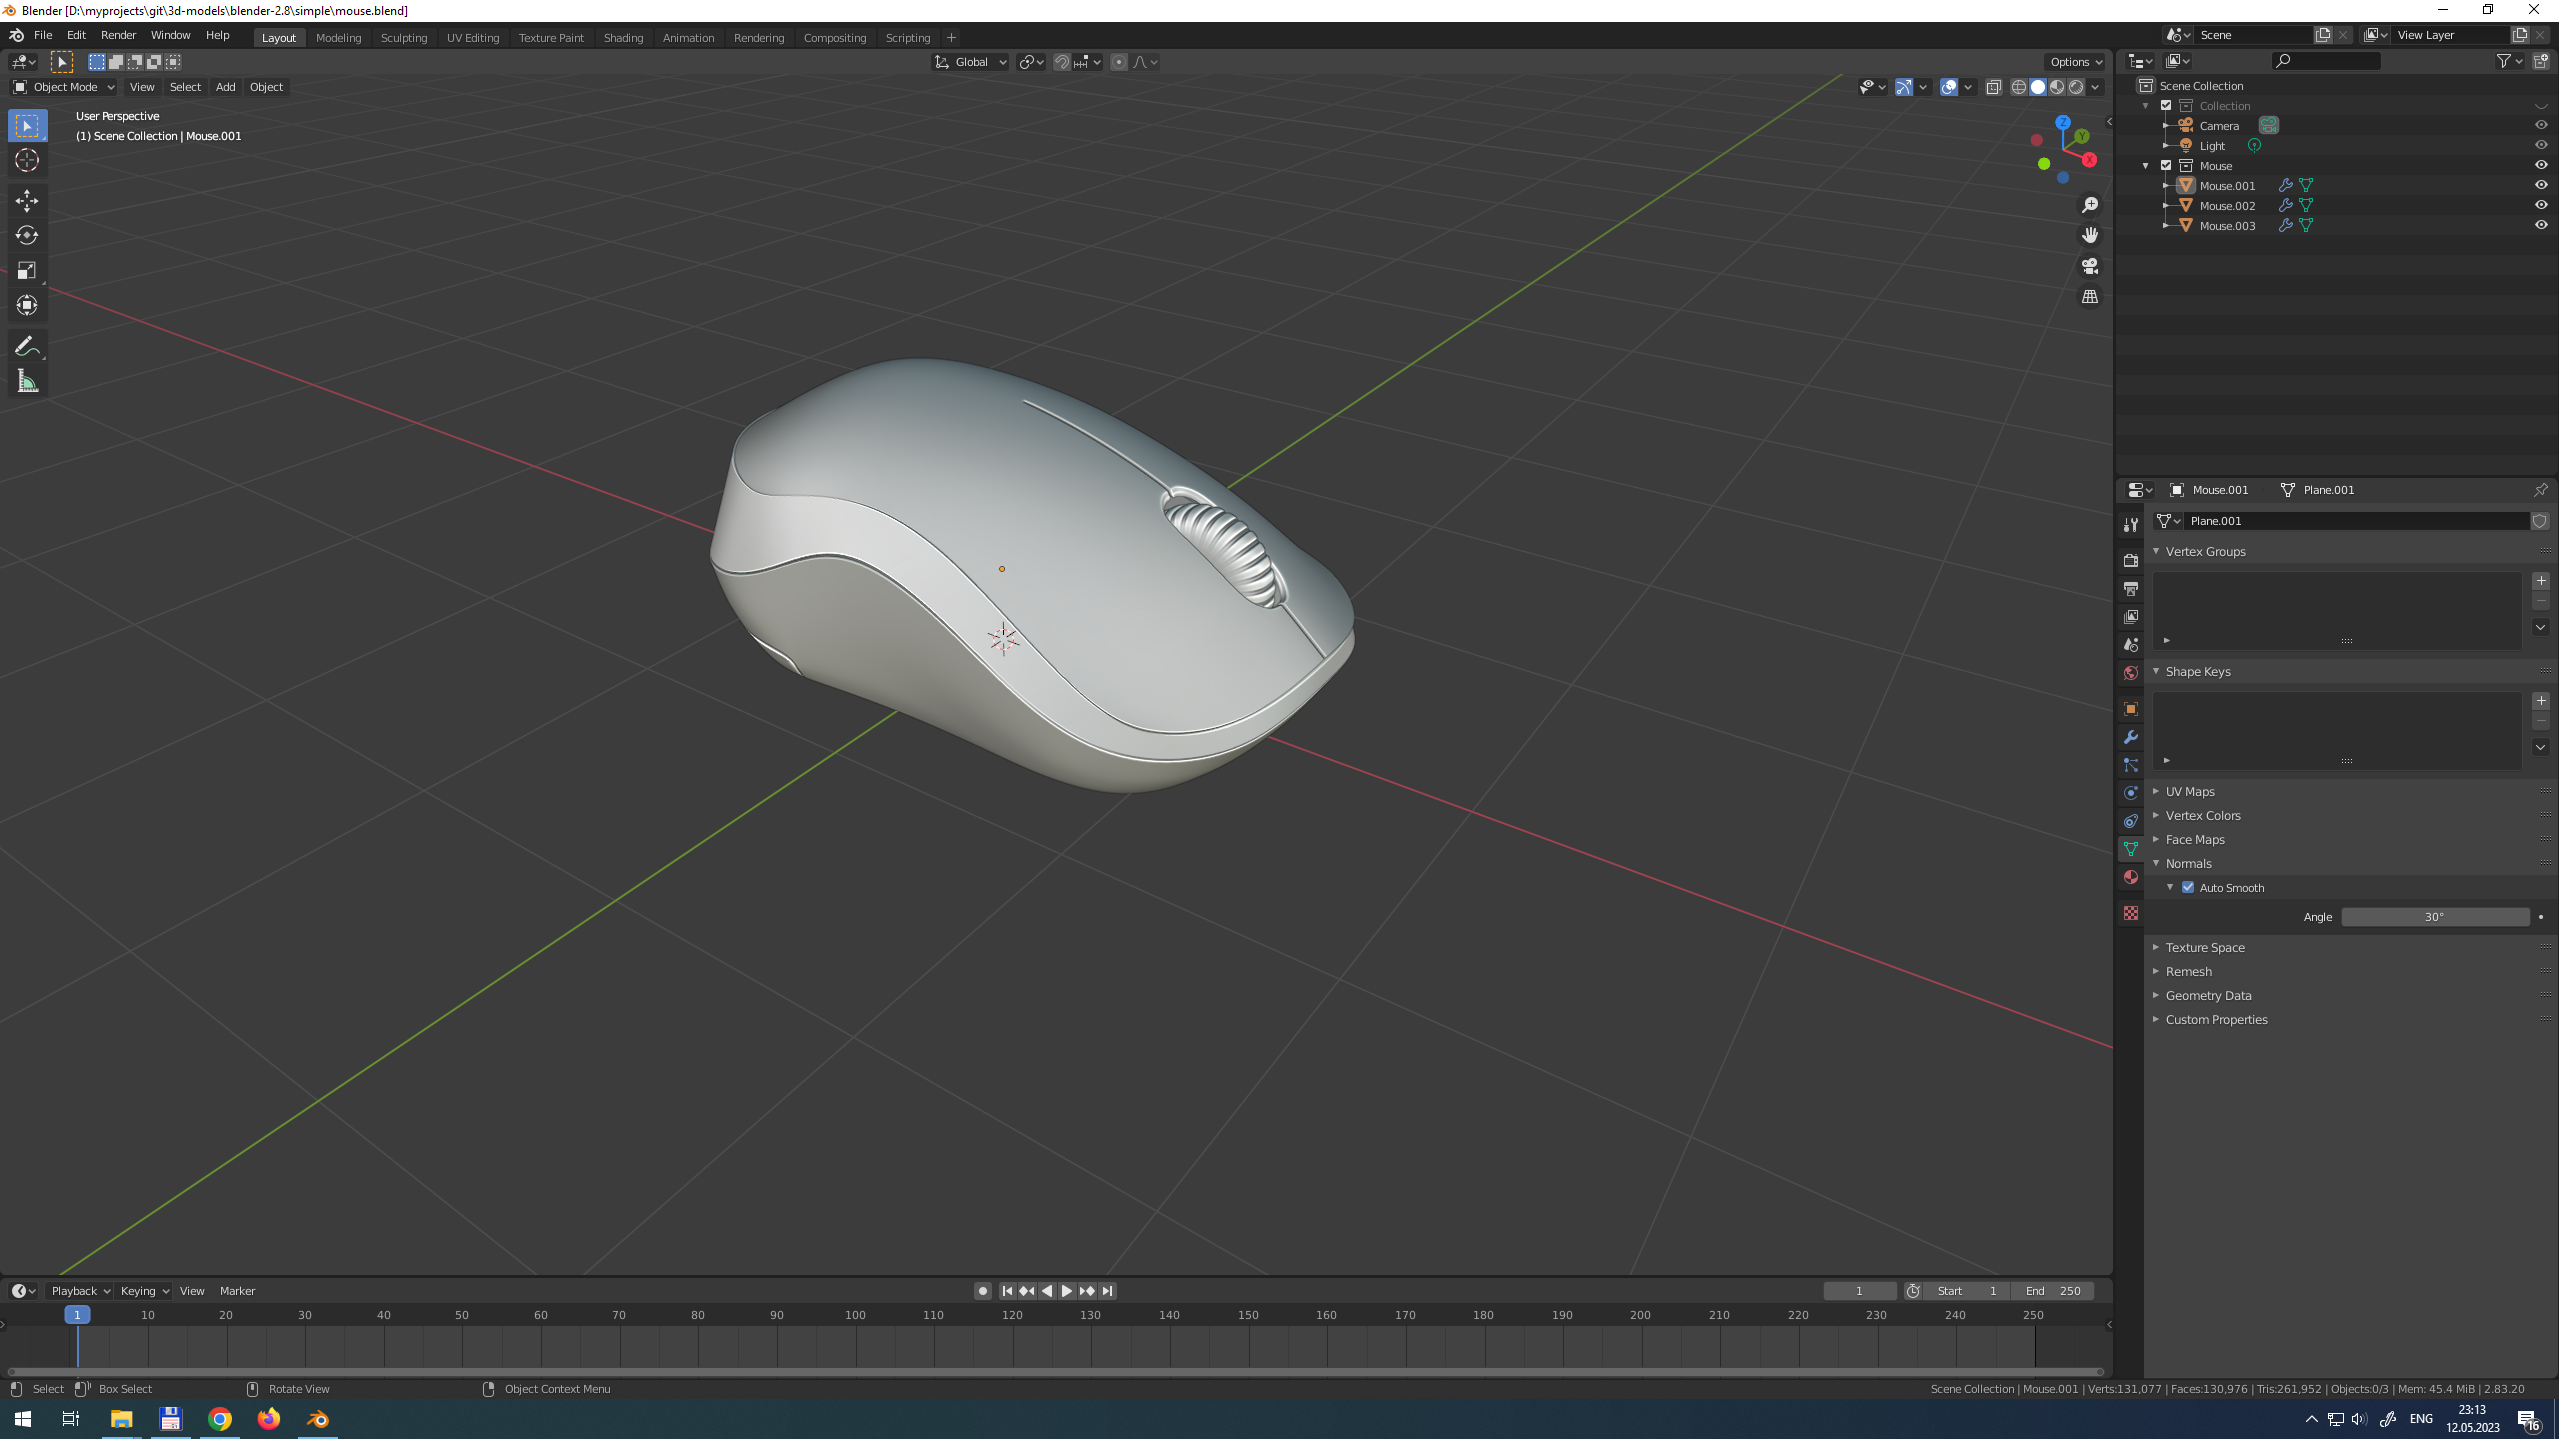 Blender [D:\myprojects\git\3d-models\blender-2.8\simple\mouse.blend]
File Edit Render Window Help Layout Modeling Sculpting UV Editing Texture Paint Shading Animation Rendering Compositing Scripting + Scene View Layer
Global Options
Object Mode View Select Add Object
User Perspective
(1) Scene Collection | Mouse.001
Z
Y
X
Scene Collection
Collection
Camera
Light
Mouse
Mouse.001
Mouse.002
Mouse.003
Mouse.001 Plane.001
Plane.001
Vertex Groups
Shape Keys
UV Maps
Vertex Colors
Face Maps
Normals
Auto Smooth
Angle 30°
Texture Space
Remesh
Geometry Data
Custom Properties
Playback Keying View Marker 1 Start 1 End 250
1 10 20 30 40 50 60 70 80 90 100 110 120 130 140 150 160 170 180 190 200 210 220 230 240 250
Select Box Select Rotate View Object Context Menu Scene Collection | Mouse.001 | Verts:131,077 | Faces:130,976 | Tris:261,952 | Objects:0/3 | Mem: 45.4 MiB | 2.83.20
ENG 23:13
12.05.2023 16